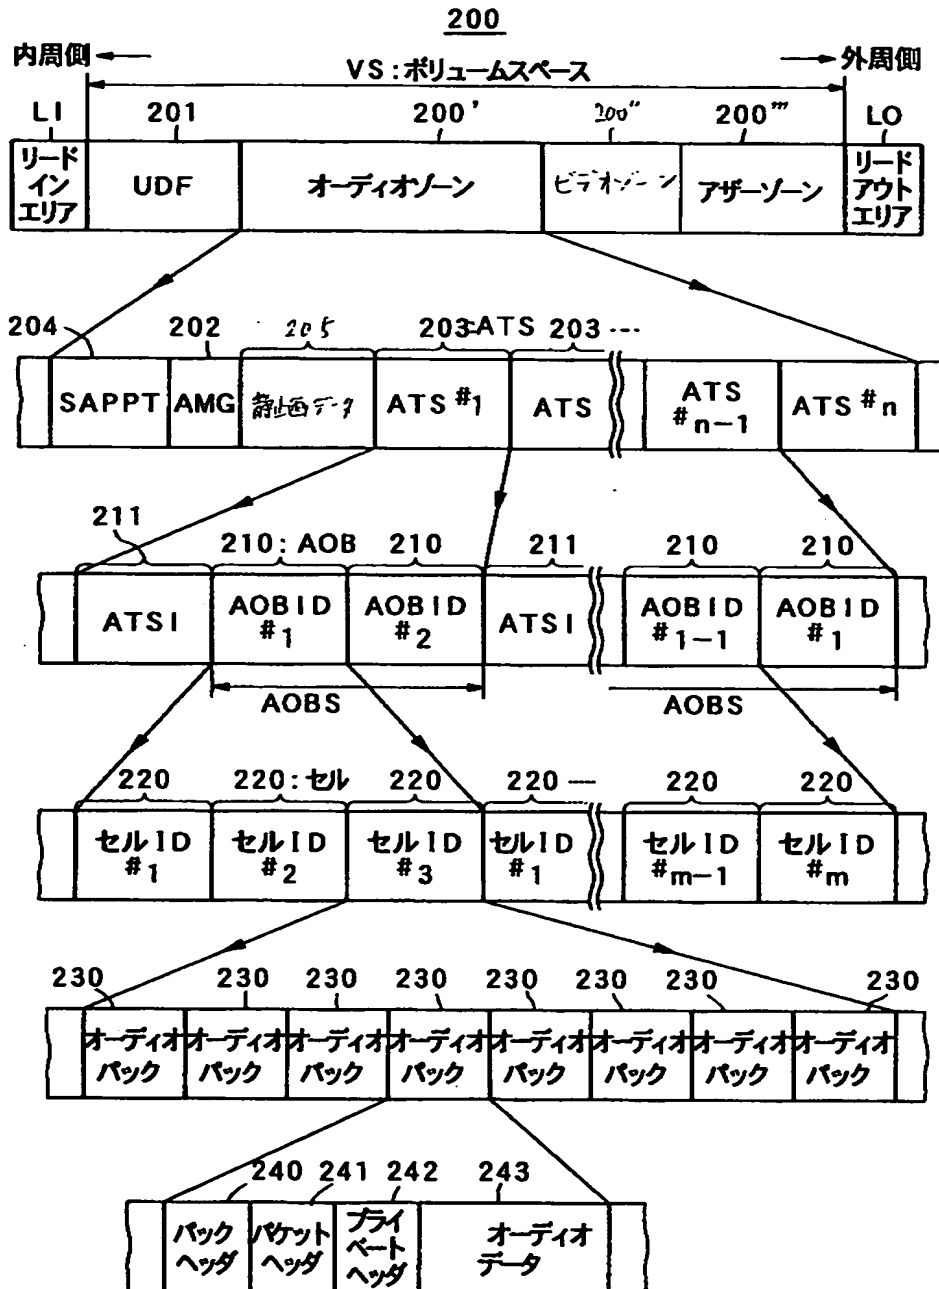 200
内周側 ← → 外周側
VS:ボリュームスペース
LI 201 200' 200'' 200''' LO
リード
イン
エリア
UDF
オーディオゾーン
ビデオゾーン
アザーゾーン
リード
アウト
エリア
204 202 205 203:ATS 203 ---
SAPPT AMG 静止画データ ATS #1 ATS
ATS
#n-1
ATS #n
211 210:AOB 210 211 210 210
ATSI
AOBID
#1
AOBID
#2
ATSI
AOBID
#1-1
AOBID
#1
AOBS AOBS
220 220:セル 220 220 — 220 220
セルID
#1
セルID
#2
セルID
#3
セルID
#1
セルID
#m-1
セルID
#m
230 230 230 230 230 230 230 230
オーディオ
パック
オーディオ
パック
オーディオ
パック
オーディオ
パック
オーディオ
パック
オーディオ
パック
オーディオ
パック
オーディオ
パック
240 241 242 243
パック
ヘッダ
パケット
ヘッダ
プライ
ベート
ヘッダ
オーディオ
データ